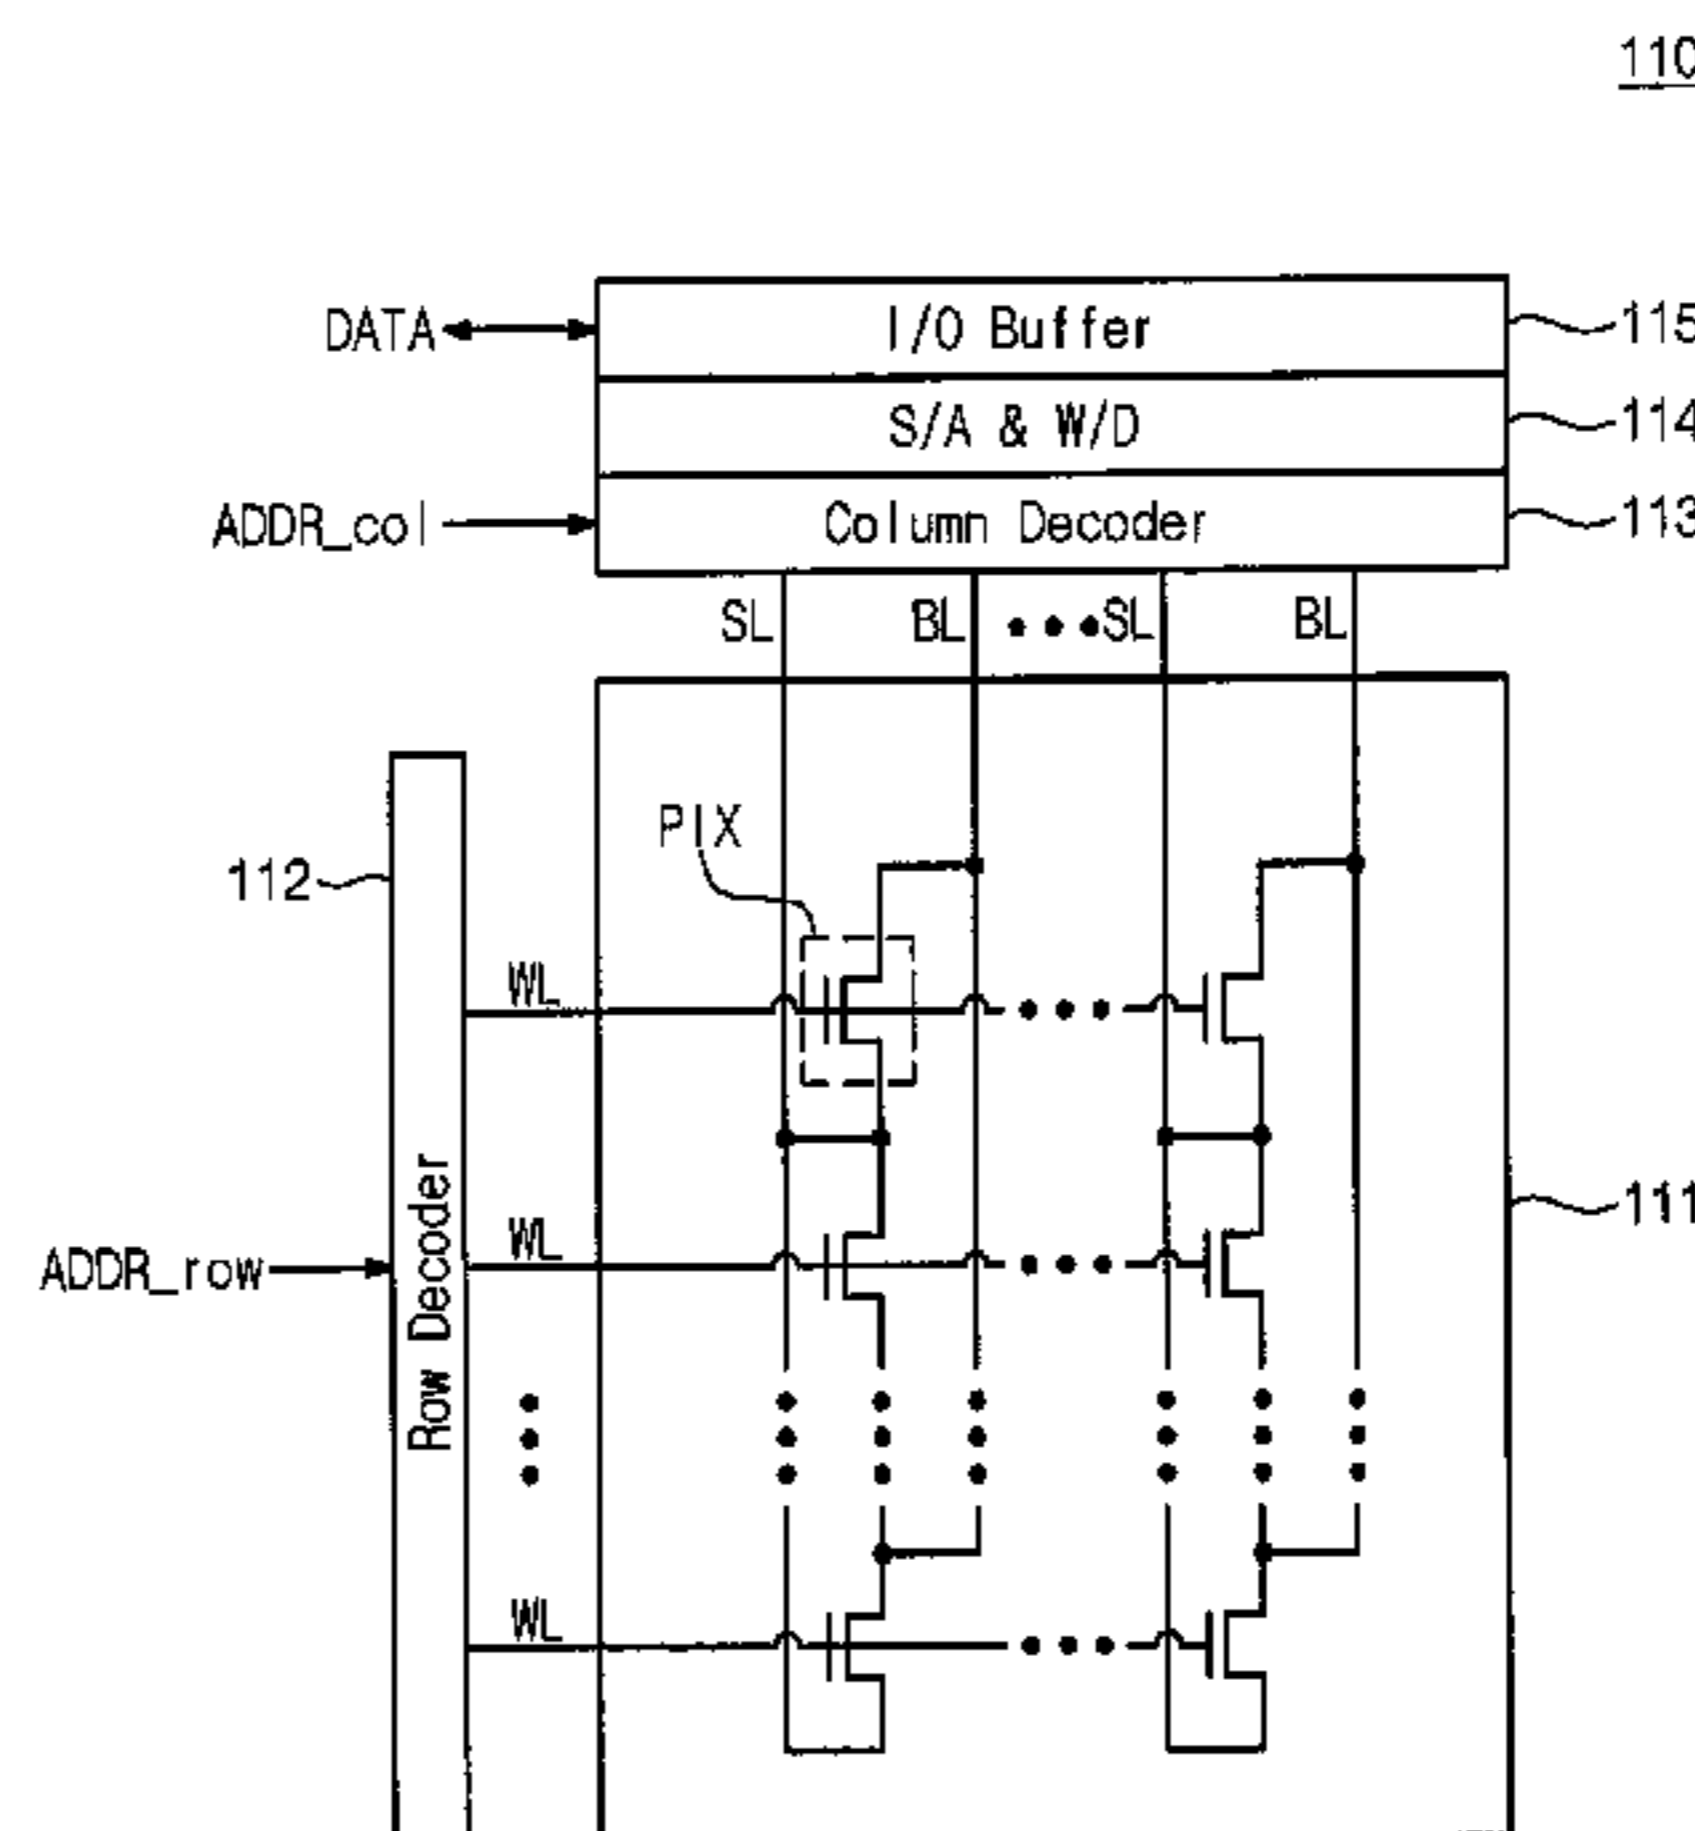 110
DATA
I/O Buffer
115
S/A & W/D
114
ADDR_col
Column Decoder
113
SL
BL
SL
BL
PIX
112
WL
111
WL
ADDR_row
Row Decoder
WL